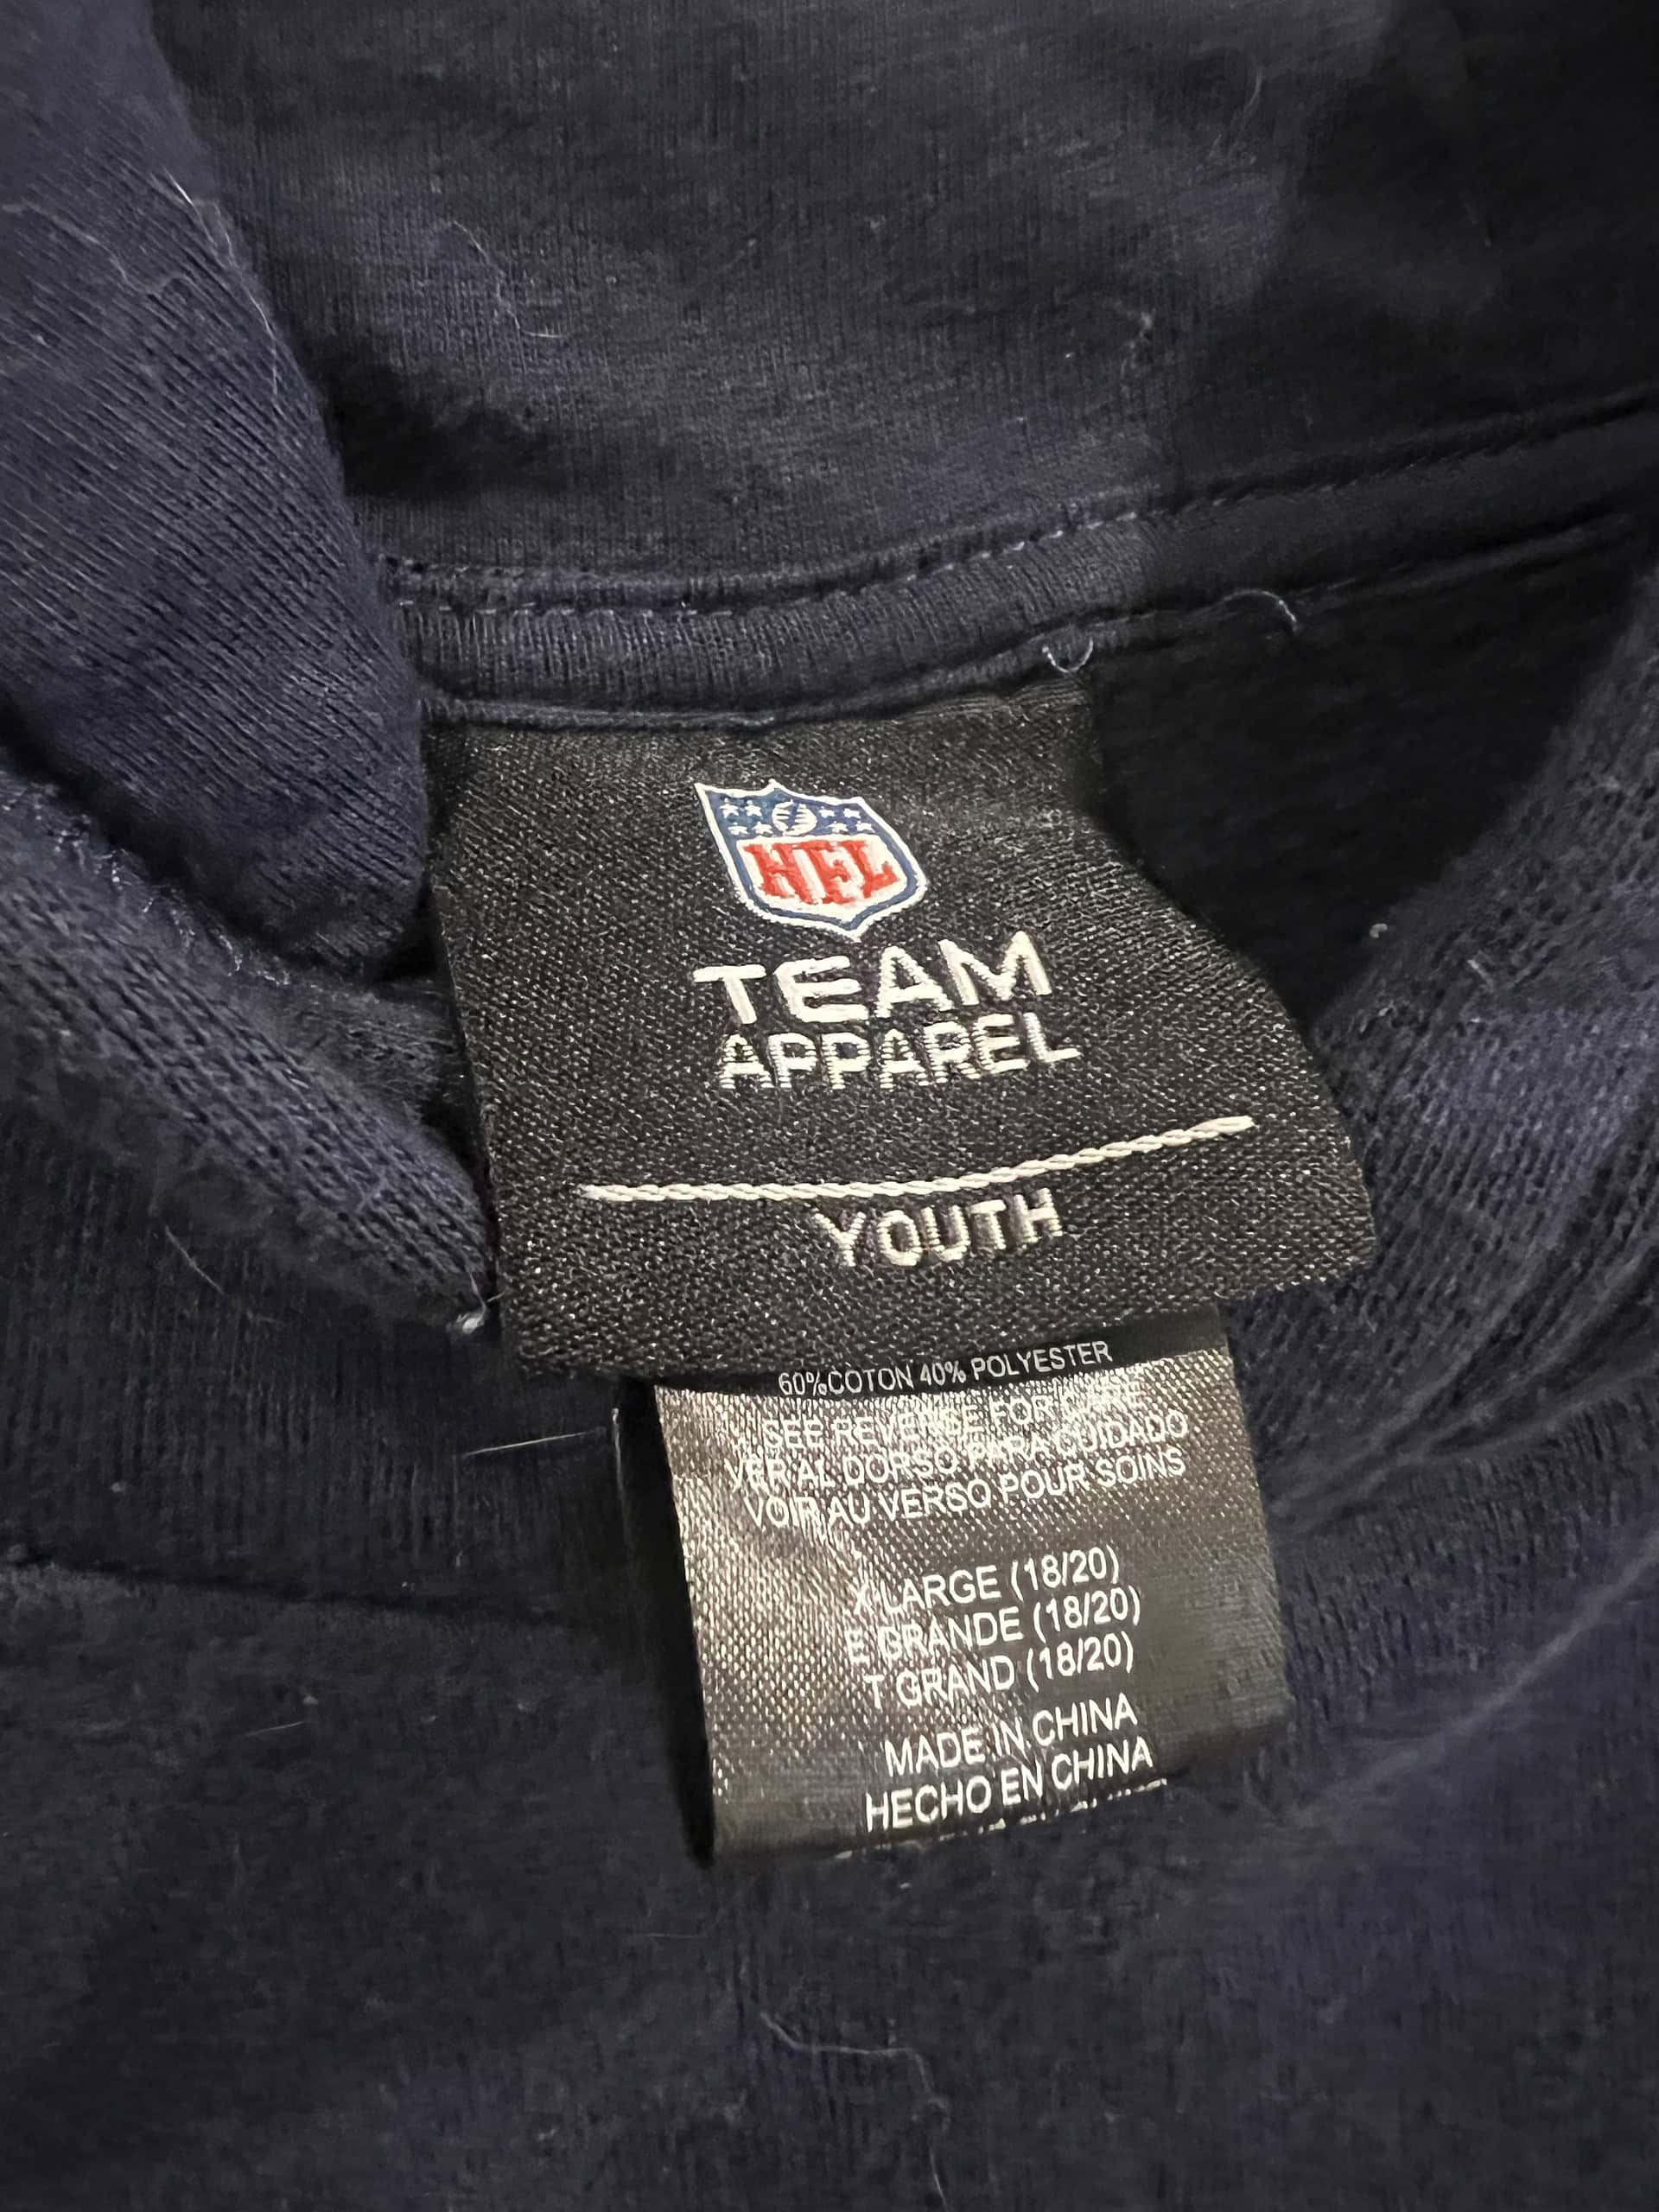 NFL
TEAM
APPAREL
YOUTH
60%COTON 40% POLYESTER
SEE REVERSE FOR CARE
VER AL DORSO PARA CUIDADO
VOIR AU VERSO POUR SOINS
X LARGE (18/20)
E GRANDE (18/20)
T GRAND (18/20)
MADE IN CHINA
HECHO EN CHINA